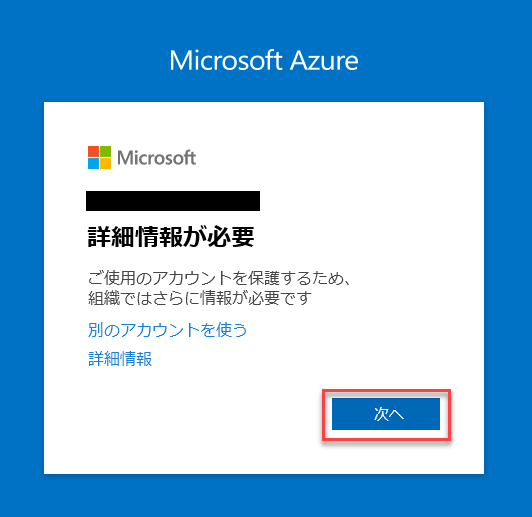 Microsoft Azure
Microsoft
詳細情報が必要
ご使用のアカウントを保護するため、
組織ではさらに情報が必要です
別のアカウントを使う
詳細情報
次へ